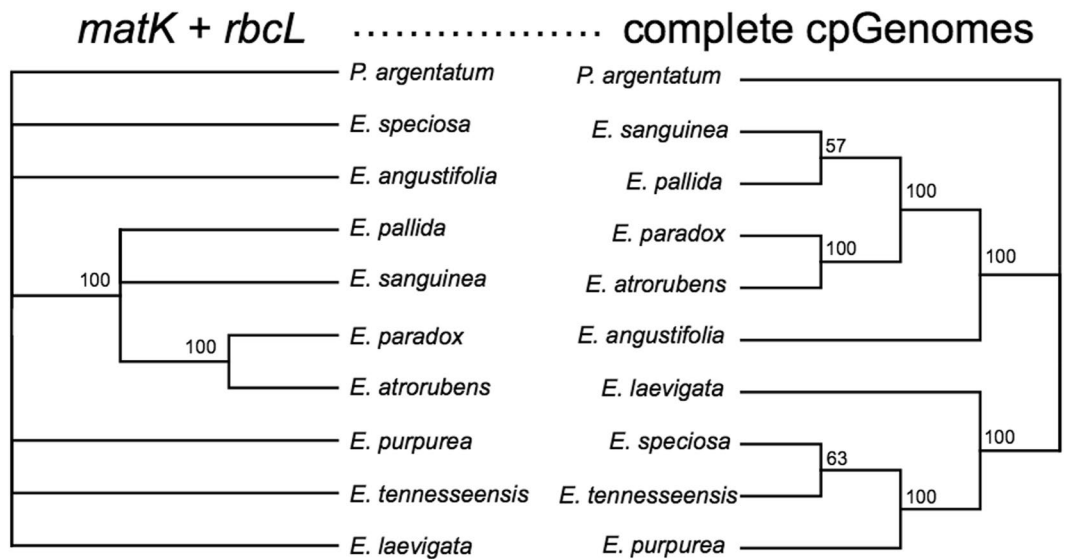 matK + rbcL .................. complete cpGenomes
P. argentatum
E. speciosa
E. angustifolia
E. pallida
100
E. sanguinea
100
E. paradox
E. atrorubens
E. purpurea
E. tennesseensis
E. laevigata
P. argentatum
E. sanguinea
57
E. pallida
100
E. paradox
100
100
E. atrorubens
E. angustifolia
E. laevigata
100
E. speciosa
63
E. tennesseensis
100
E. purpurea